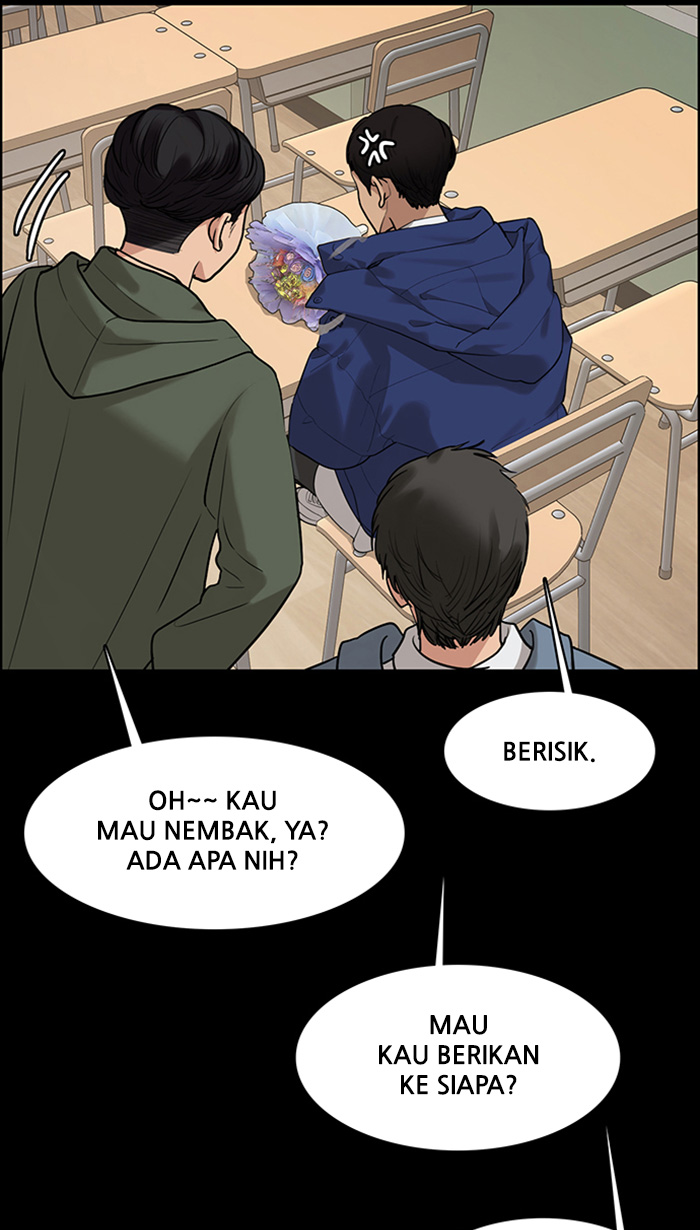 OH~~ KAU
MAU NEMBAK, YA?
ADA APA NIH?
BERISIK.
MAU
KAU BERIKAN
KE SIAPA?